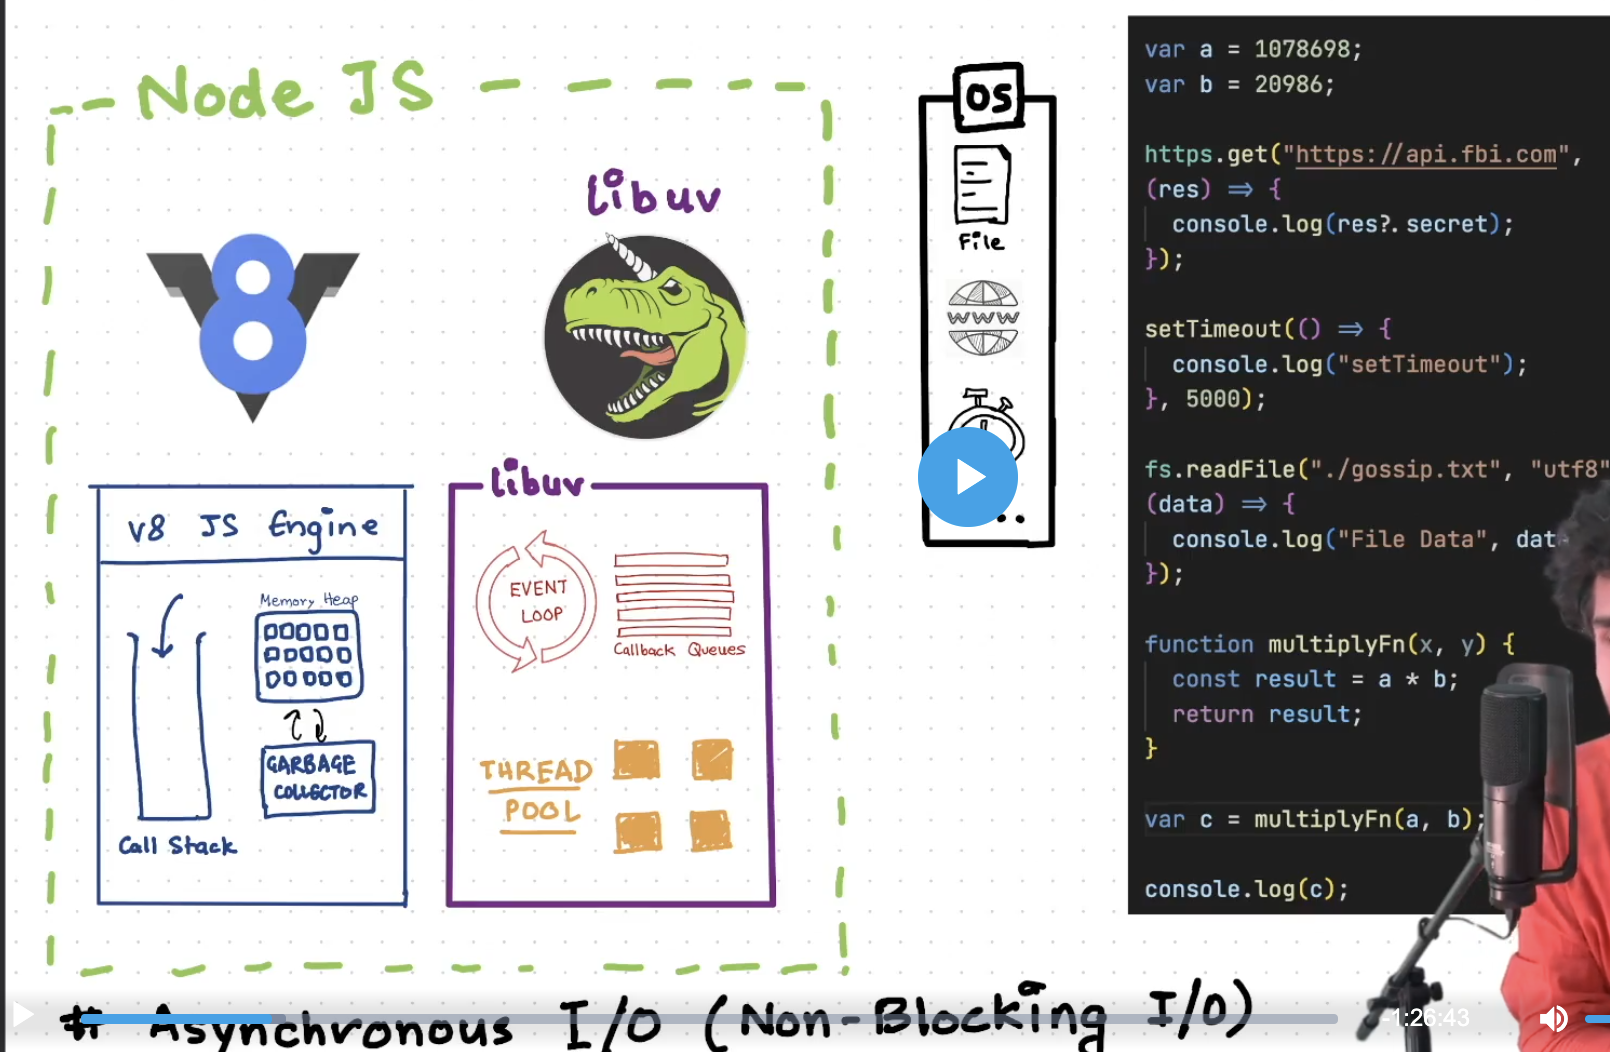 Node JS
8
libuv
V8 JS Engine
Memory Heap
GARBAGE
COLLECTOR
Call Stack
libuv
EVENT
LOOP
Callback Queues
THREAD
POOL
OS
File
www
var a = 1078698;
var b = 20986;
https.get("https://api.fbi.com",
(res) => {
console.log(res?.secret);
});
setTimeout(() => {
console.log("setTimeout");
}, 5000);
fs.readFile("./gossip.txt", "utf8"
(data) => {
console.log("File Data", dat
});
function multiplyFn(x, y) {
const result = a * b;
return result;
}
var c = multiplyFn(a, b);
console.log(c);
# Asynchronous I/O (Non-Blocking I/O)
-1:26:43